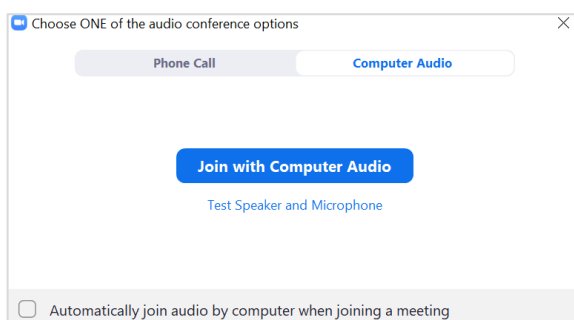 Choose ONE of the audio conference options
Phone Call
Computer Audio
Join with Computer Audio
Test Speaker and Microphone
Automatically join audio by computer when joining a meeting